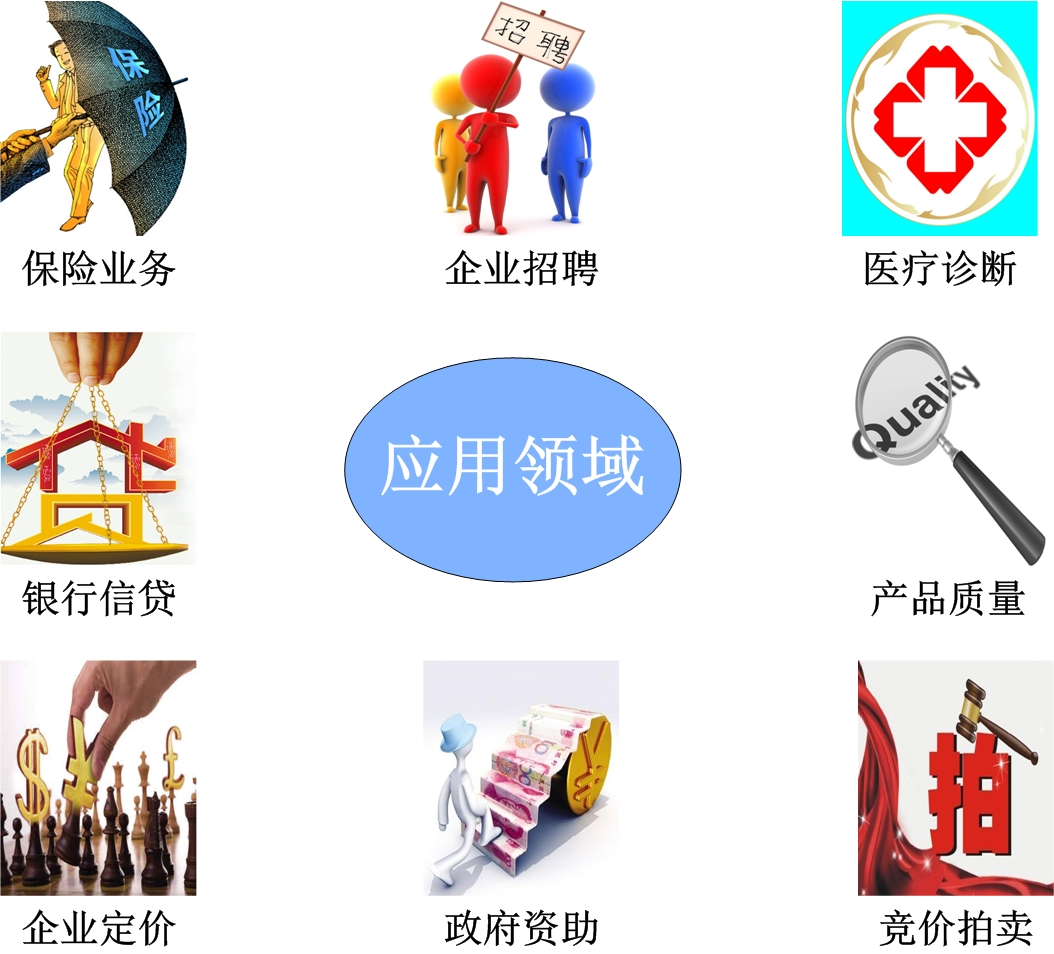 保险
招聘
保险业务
企业招聘
医疗诊断
贷
应用领域
Quality
银行信贷
产品质量
$
¥
£
¥
拍
企业定价
政府资助
竞价拍卖